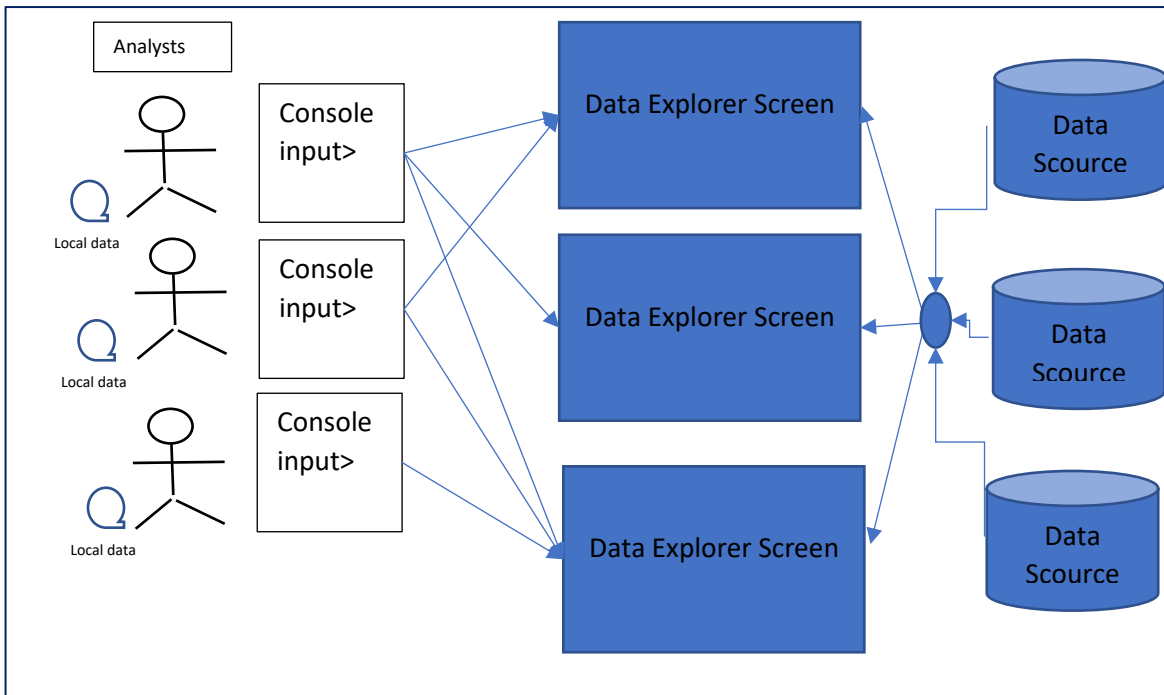 Analysts
Console
input>
Local data
Console
input>
Local data
Console
input>
Local data
Data Explorer Screen
Data Explorer Screen
Data Explorer Screen
Data
Scource
Data
Scource
Data
Scource